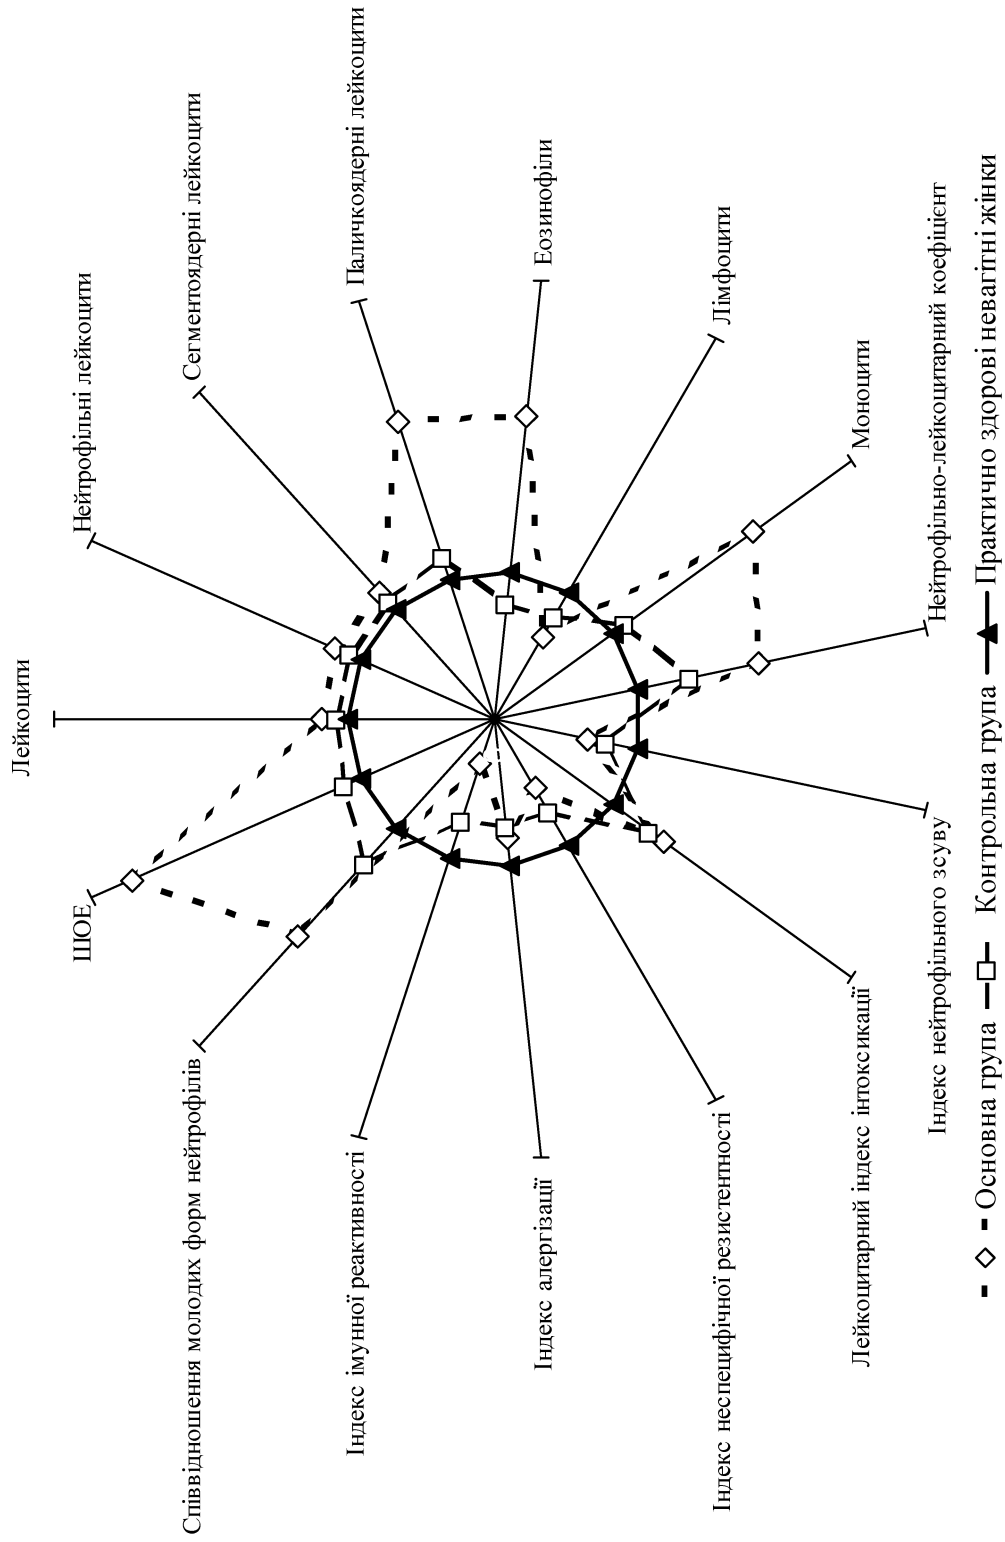 Лейкоцити
Нейтрофільні лейкоцити
Сегментоядерні лейкоцити
Паличкоядерні лейкоцити
Еозинофіли
Лімфоцити
Моноцити
Нейтрофільно-лейкоцитарний коефіцієнт
Індекс нейтрофільного зсуву
Лейкоцитарний індекс інтоксикації
Індекс неспецифічної резистентності
Індекс алергізації
Індекс імунної реактивності
Співвідношення молодих форм нейтрофілів
ШОЕ
Основна група
Контрольна група
Практично здорові невагітні жінки